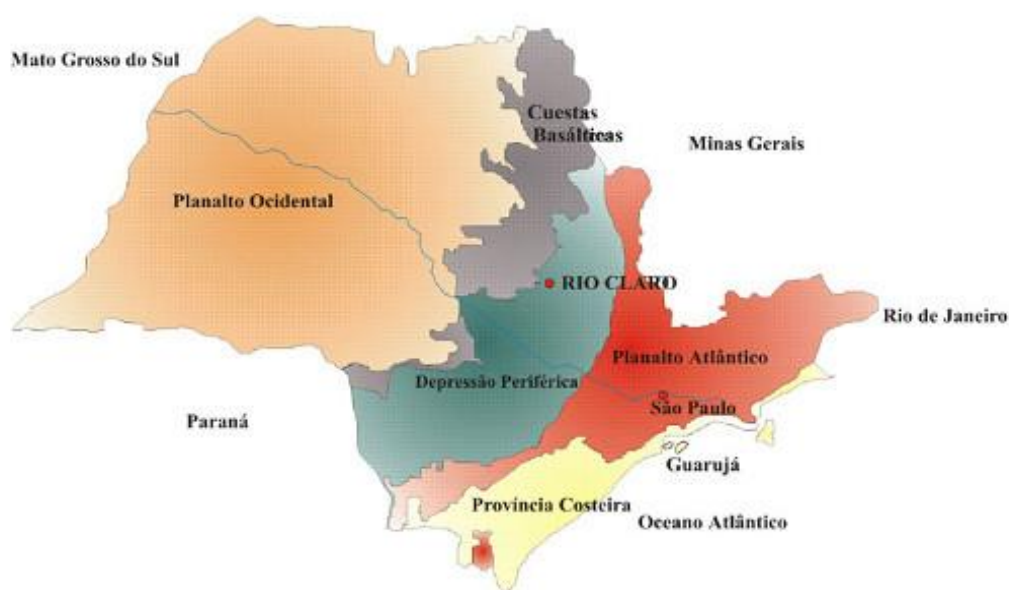 Mato Grosso do Sul
Cuestas
Basálticas
Minas Gerais
Planalto Ocidental
RIO CLARO
Rio de Janeiro
Planalto Atlântico
Depressão Periférica
São Paulo
Paraná
Guarujá
Província Costeira
Oceano Atlântico